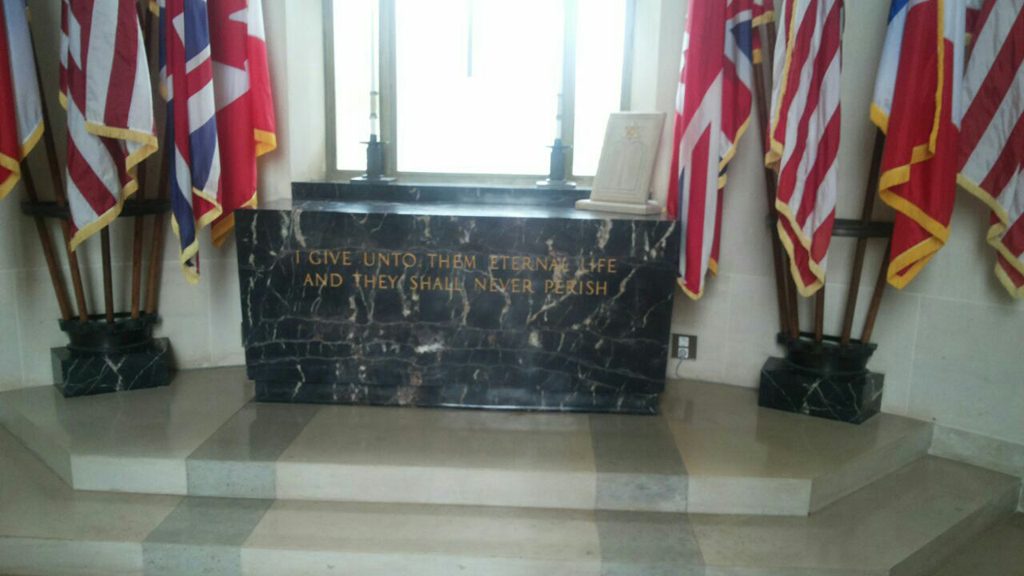 I GIVE UNTO THEM ETERNAL LIFE
AND THEY SHALL NEVER PERISH